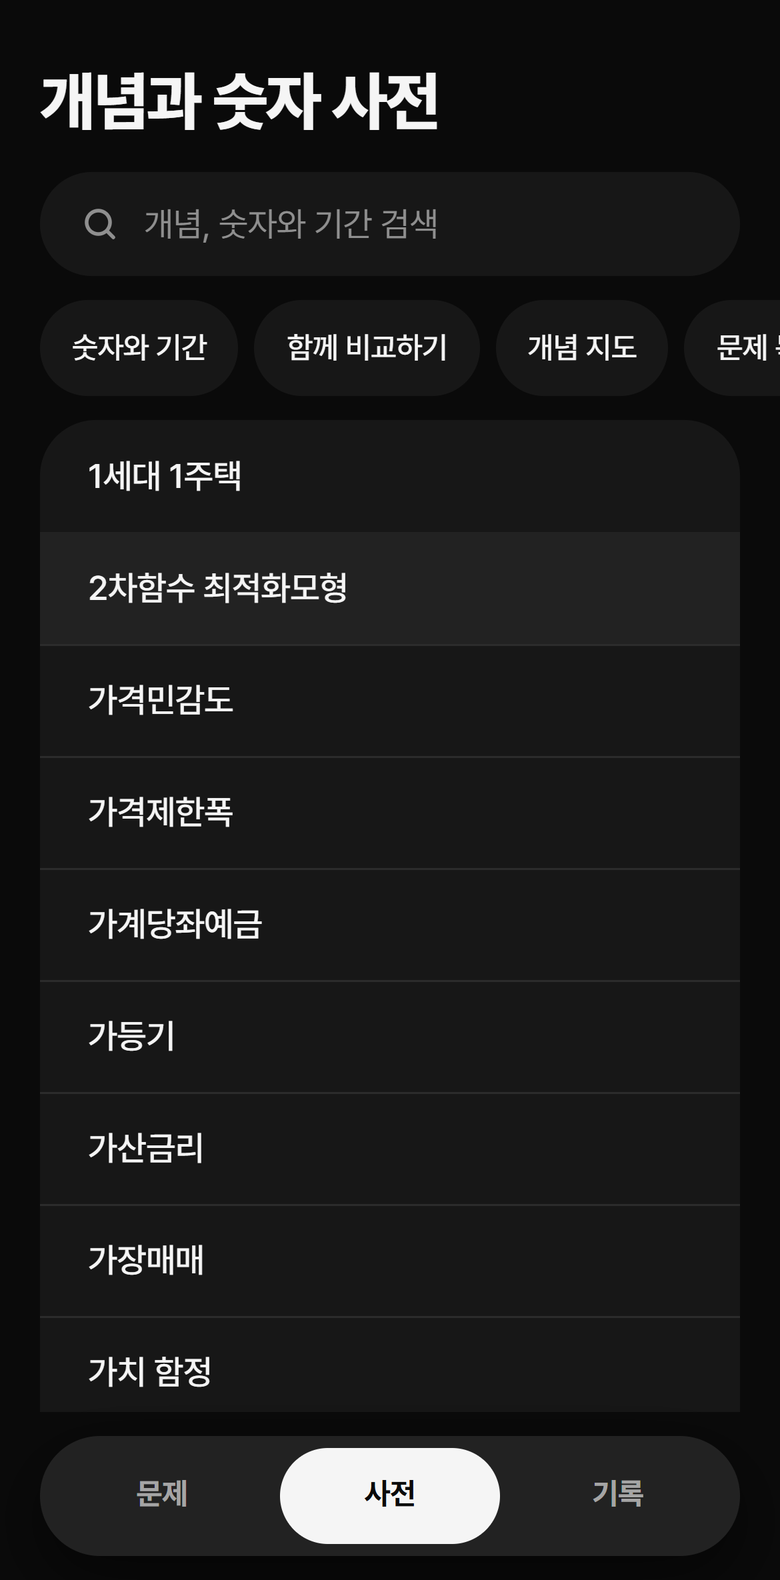 개념과 숫자 사전
개념, 숫자와 기간 검색
숫자와 기간 함께 비교하기 개념 지도 문제
1세대 1주택
2차함수 최적화모형
가격민감도
가격제한폭
가계당좌예금
가등기
가산금리
가장매매
가치 함정
문제 사전 기록